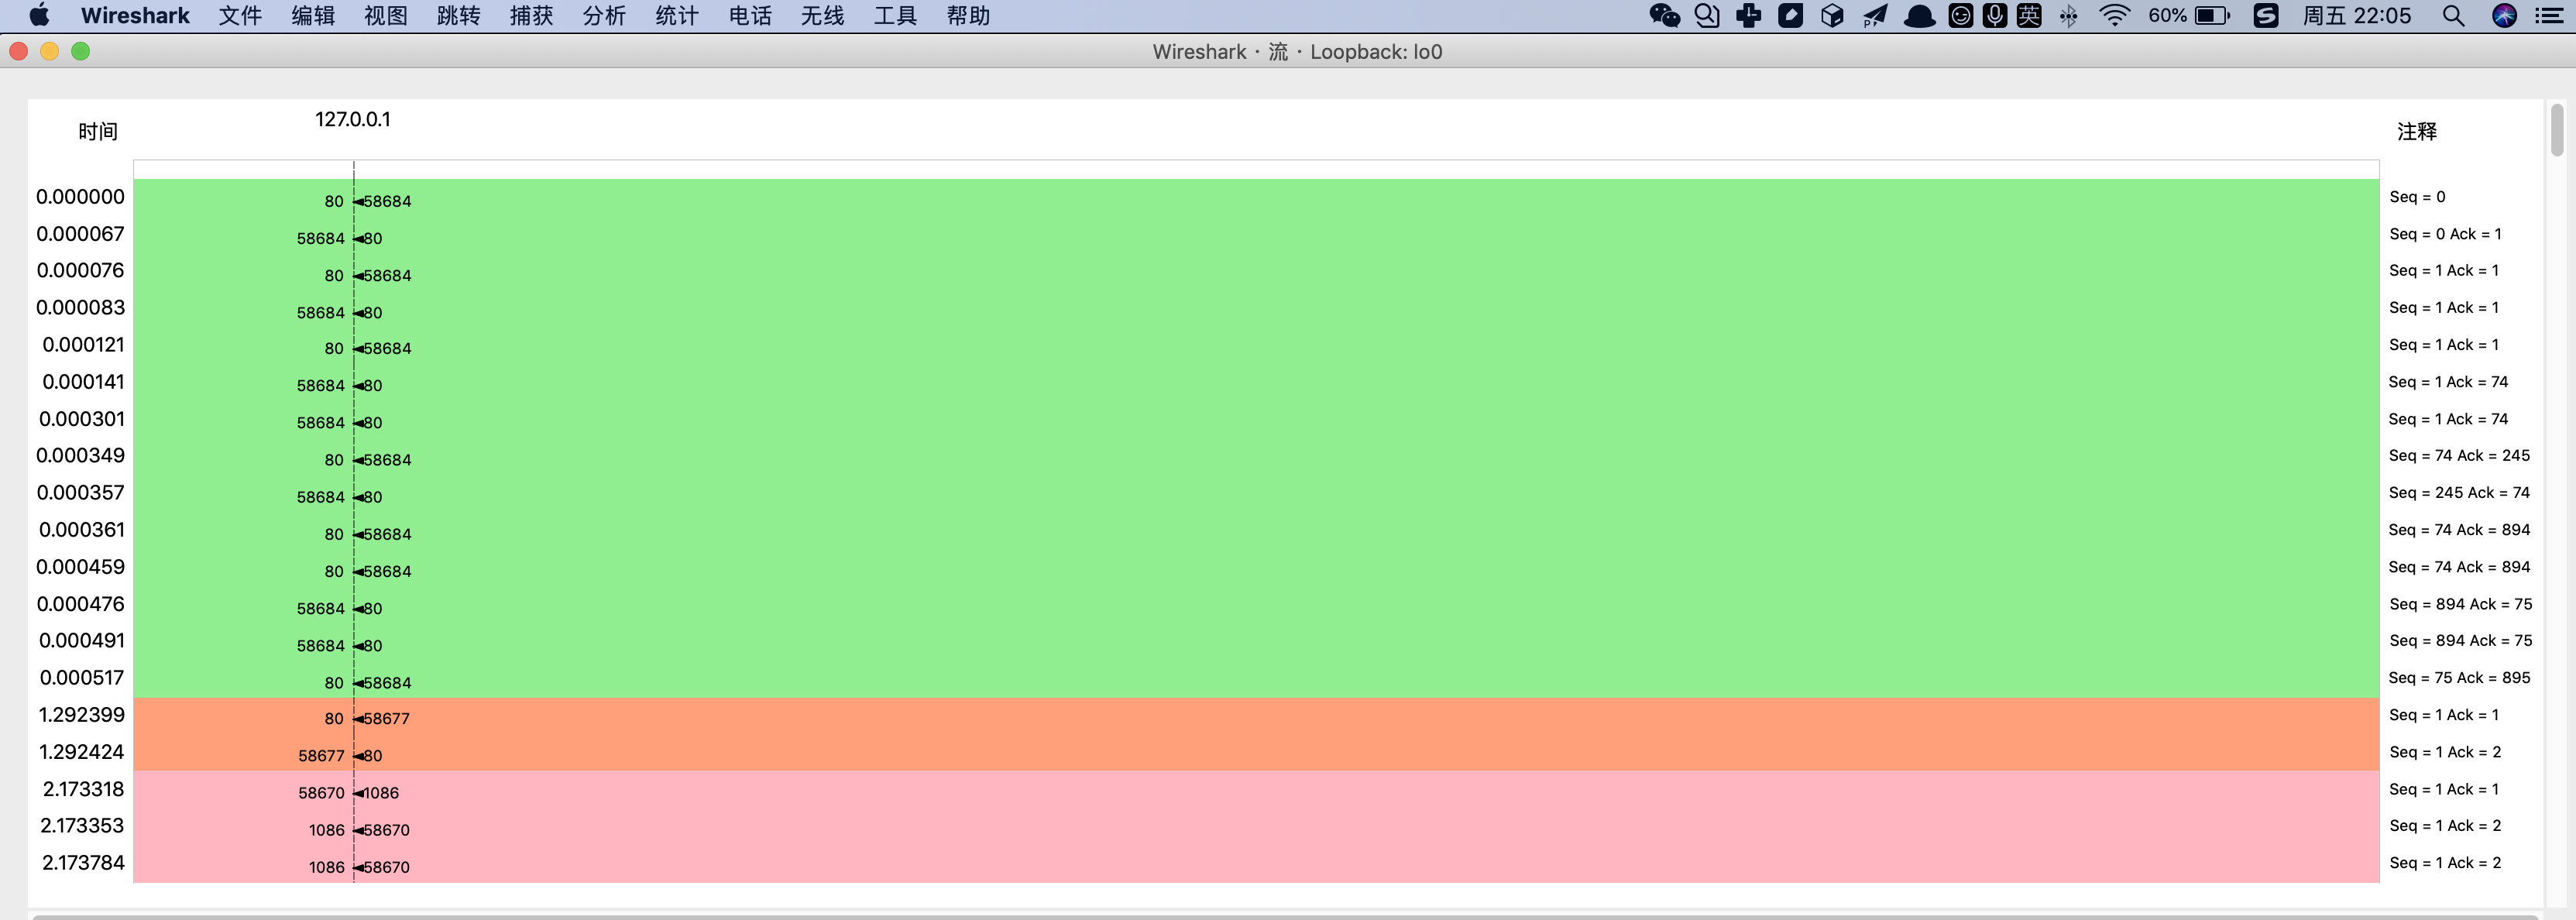 Wireshark 文件 编辑 视图 跳转 捕获 分析 统计 电话 无线 工具 帮助 英 60% 周五 22:05
Wireshark · 流 · Loopback: lo0
时间 127.0.0.1 注释
0.000000 80 58684 Seq = 0
0.000067 58684 80 Seq = 0 Ack = 1
0.000076 80 58684 Seq = 1 Ack = 1
0.000083 58684 80 Seq = 1 Ack = 1
0.000121 80 58684 Seq = 1 Ack = 1
0.000141 58684 80 Seq = 1 Ack = 74
0.000301 58684 80 Seq = 1 Ack = 74
0.000349 80 58684 Seq = 74 Ack = 245
0.000357 58684 80 Seq = 245 Ack = 74
0.000361 80 58684 Seq = 74 Ack = 894
0.000459 80 58684 Seq = 74 Ack = 894
0.000476 58684 80 Seq = 894 Ack = 75
0.000491 58684 80 Seq = 894 Ack = 75
0.000517 80 58684 Seq = 75 Ack = 895
1.292399 80 58677 Seq = 1 Ack = 1
1.292424 58677 80 Seq = 1 Ack = 2
2.173318 58670 1086 Seq = 1 Ack = 1
2.173353 1086 58670 Seq = 1 Ack = 2
2.173784 1086 58670 Seq = 1 Ack = 2